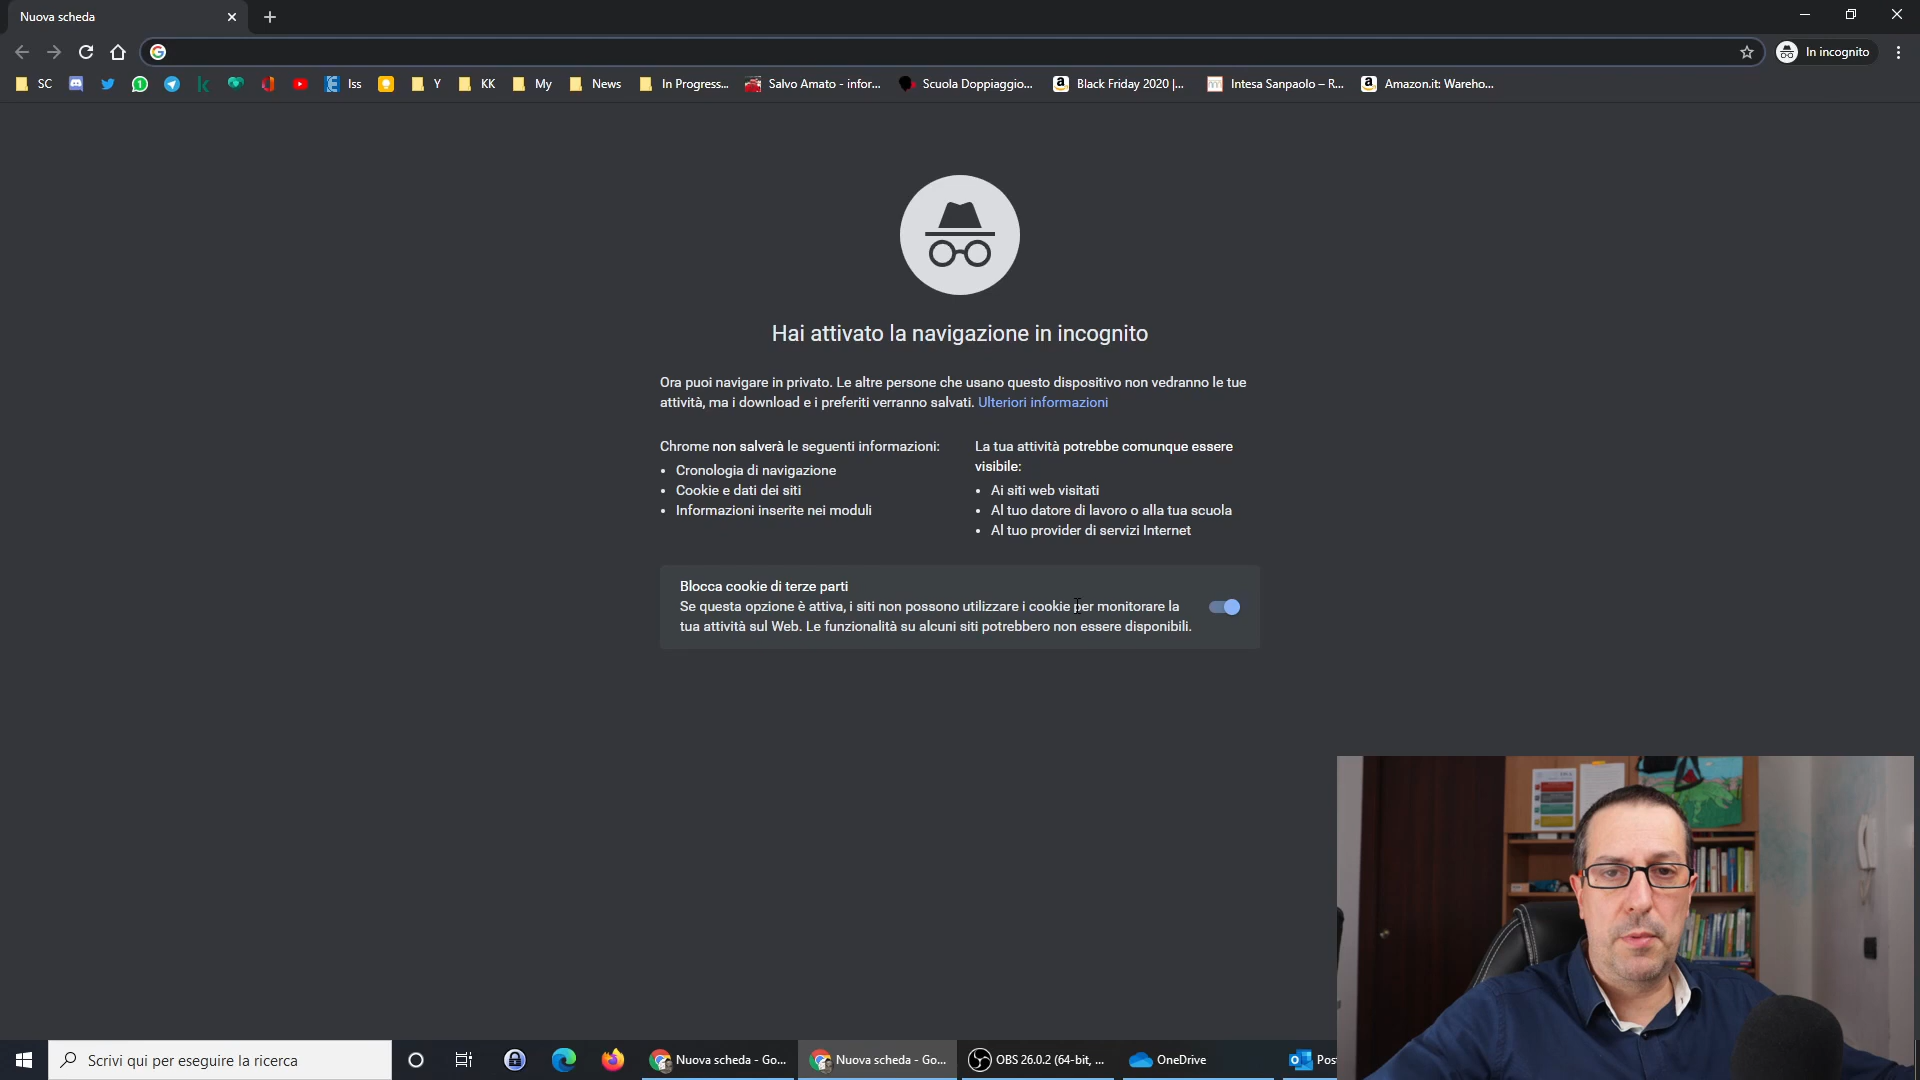 Nuova scheda
In incognito
SC
Iss
Y
KK
My
News
In Progress...
Salvo Amato - infor...
Scuola Doppiaggio...
Black Friday 2020 |...
Intesa Sanpaolo – R...
Amazon.it: Wareho...
Hai attivato la navigazione in incognito
Ora puoi navigare in privato. Le altre persone che usano questo dispositivo non vedranno le tue
attività, ma i download e i preferiti verranno salvati. Ulteriori informazioni
Chrome non salverà le seguenti informazioni:
• Cronologia di navigazione
• Cookie e dati dei siti
• Informazioni inserite nei moduli
La tua attività potrebbe comunque essere
visibile:
• Ai siti web visitati
• Al tuo datore di lavoro o alla tua scuola
• Al tuo provider di servizi Internet
Blocca cookie di terze parti
Se questa opzione è attiva, i siti non possono utilizzare i cookie per monitorare la
tua attività sul Web. Le funzionalità su alcuni siti potrebbero non essere disponibili.
Scrivi qui per eseguire la ricerca
Nuova scheda - Go...
Nuova scheda - Go...
OBS 26.0.2 (64-bit, ...
OneDrive
Pos